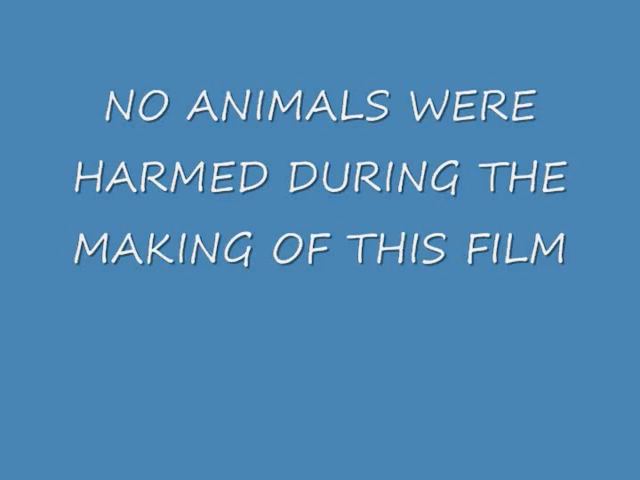 NO ANIMALS WERE
HARMED DURING THE
MAKING OF THIS FILM